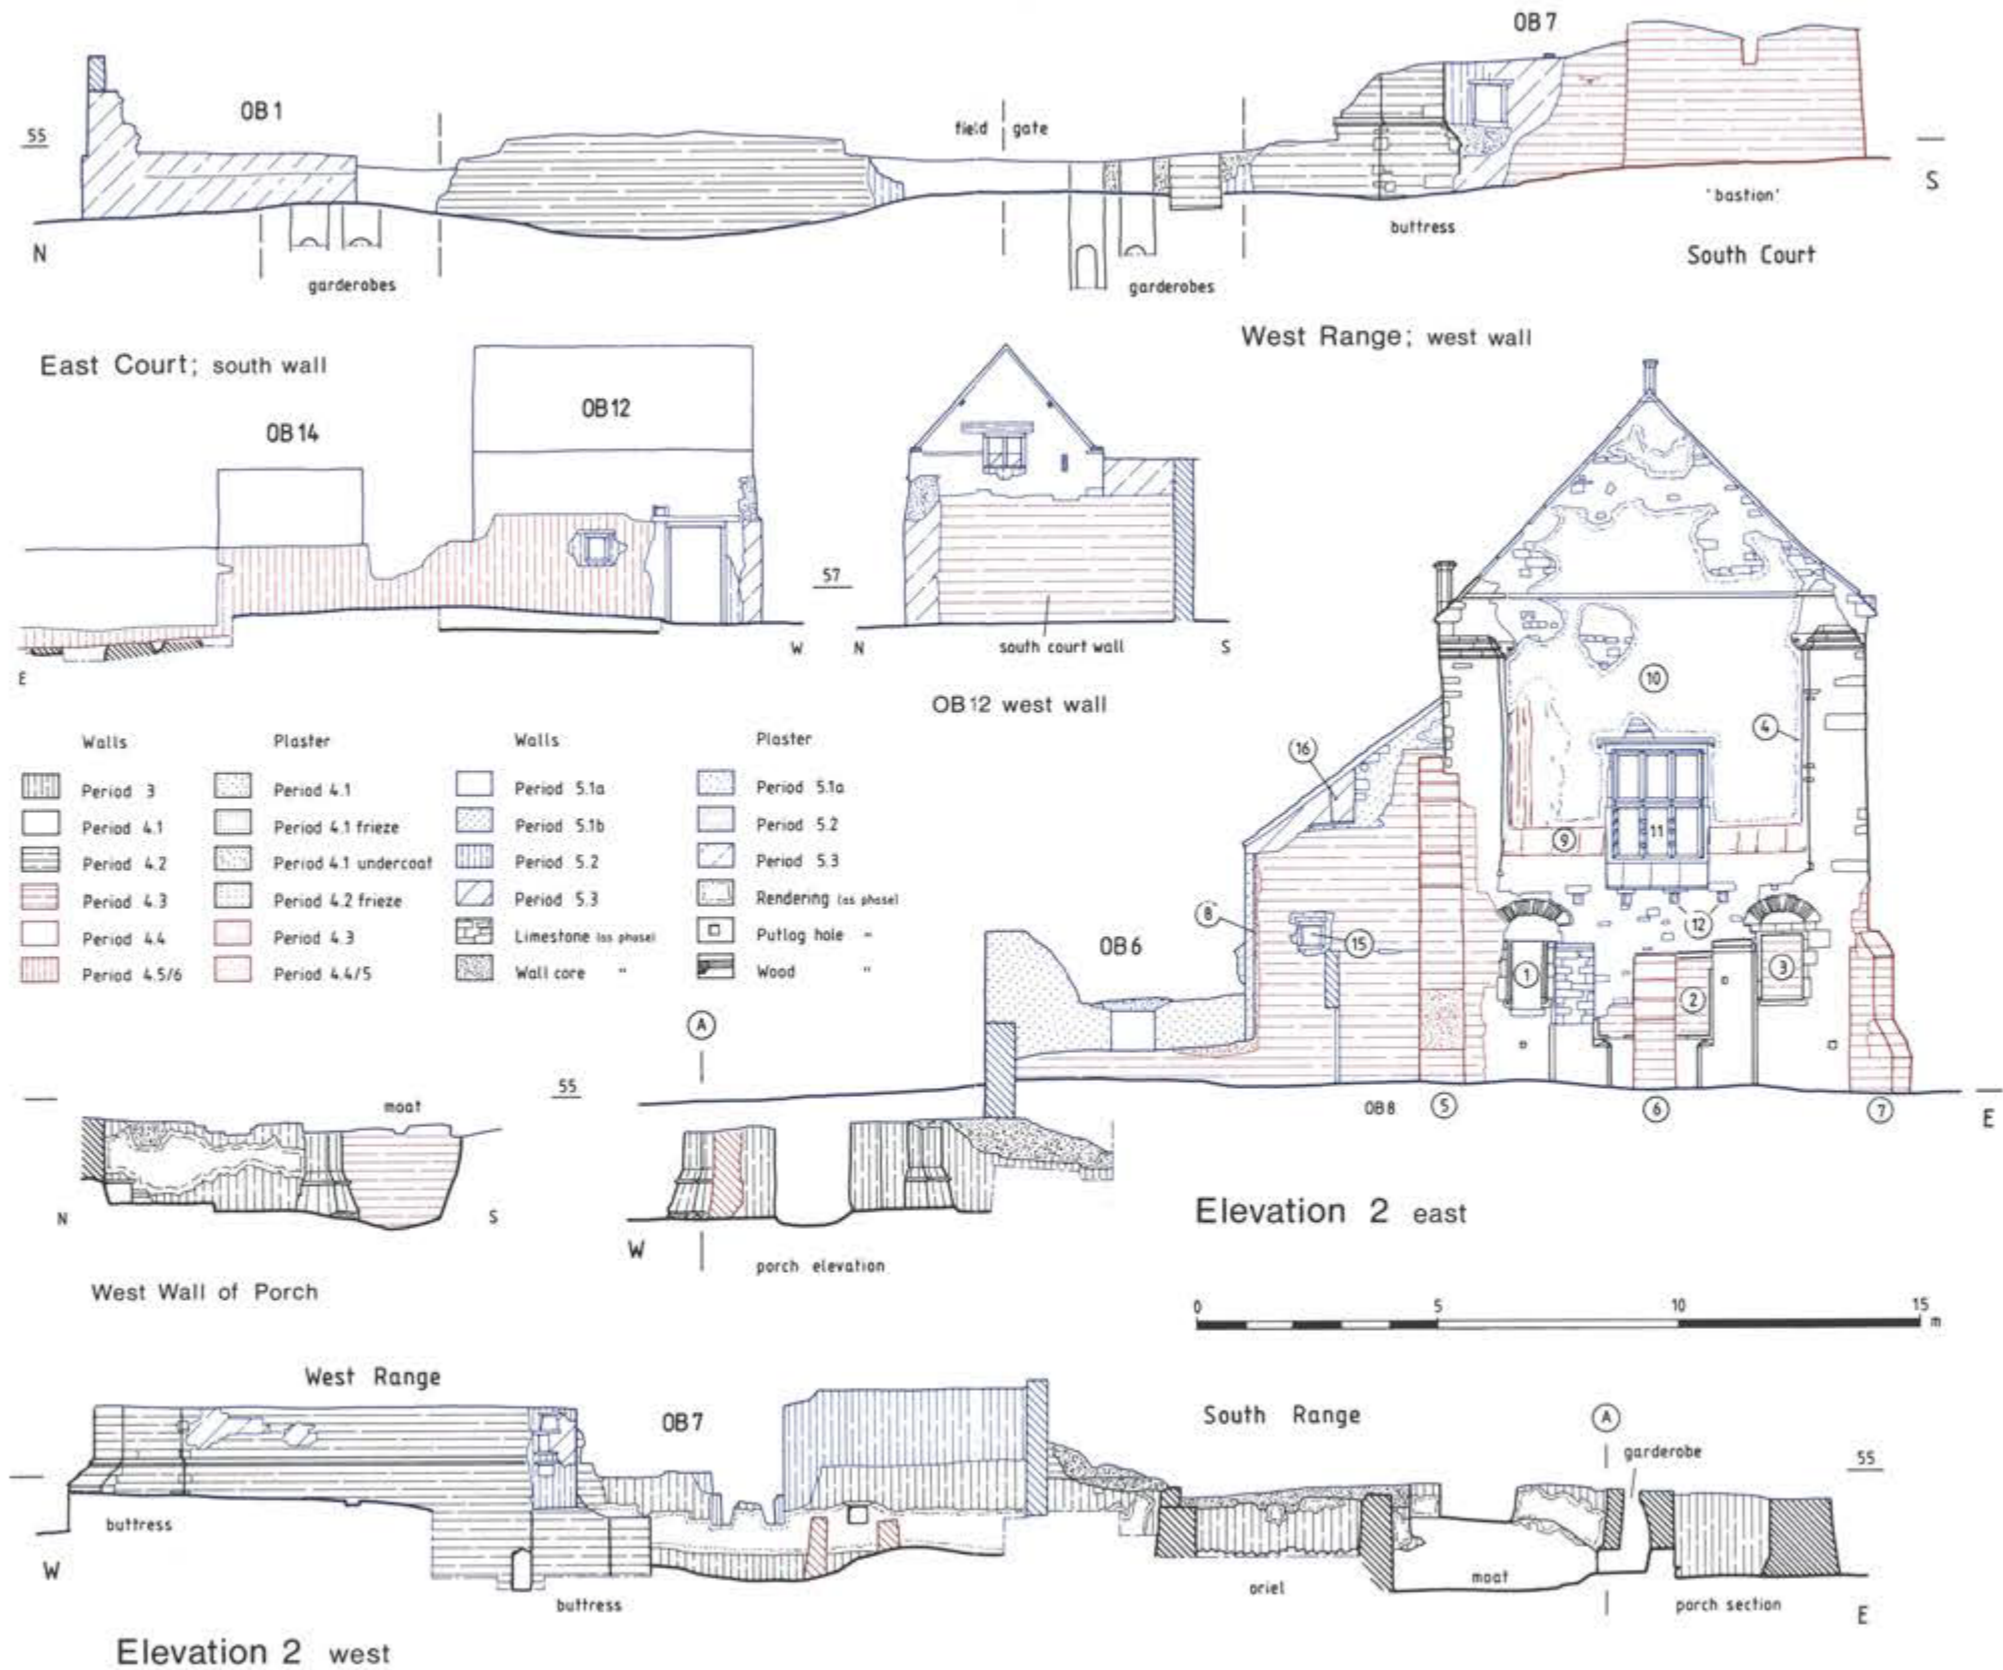 OB 7
OB 1
55
field gate
S
'bastion'
buttress
N
South Court
garderobes
garderobes
West Range; west wall
East Court; south wall
OB 12
OB 14
57
south court wall
W
N
S
E
OB 12 west wall
Walls
Period 3
Period 4.1
Period 4.2
Period 4.3
Period 4.4
Period 4.5/6
Plaster
Period 4.1
Period 4.1 frieze
Period 4.1 undercoat
Period 4.2 frieze
Period 4.3
Period 4.4/5
Walls
Period 5.1a
Period 5.1b
Period 5.2
Period 5.3
Limestone (as phase)
Wall core "
Plaster
Period 5.1a
Period 5.2
Period 5.3
Rendering (as phase)
Putlog hole "
Wood "
10
4
16
11
9
8
12
15
OB 6
1
3
2
A
55
moat
OB 8
5
6
7
E
N
S
W
porch elevation
Elevation 2 east
West Wall of Porch
0 5 10 15
m
West Range
OB 7
South Range
A
garderobe
55
buttress
W
buttress
oriel
moat
porch section
E
Elevation 2 west